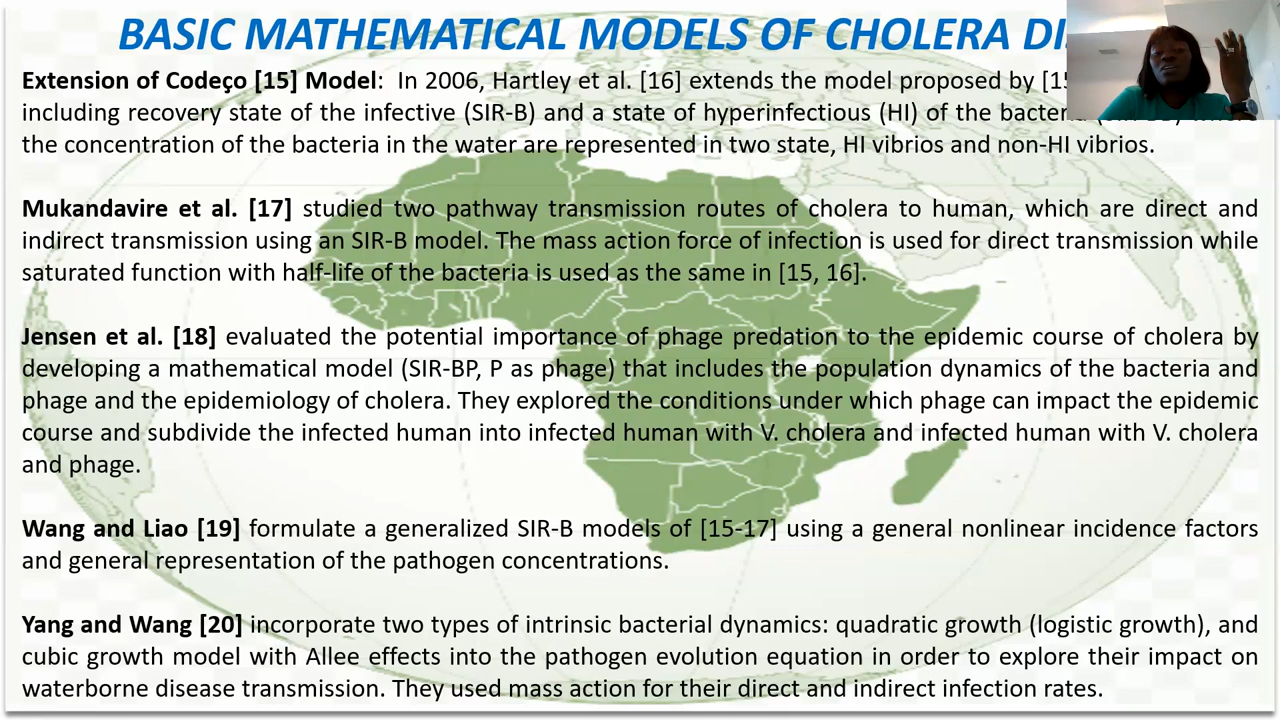 BASIC MATHEMATICAL MODELS OF CHOLERA
Extension of Codeço [15] Model: In 2006, Hartley et al. [16] extends the model proposed by
including recovery state of the infective (SIR-B) and a state of hyperinfectious (HI) of the
the concentration of the bacteria in the water are represented in two state, HI vibrios and non-HI vibrios.
Mukandavire et al. [17] studied two pathway transmission routes of cholera to human, which are direct and
indirect transmission using an SIR-B model. The mass action force of infection is used for direct transmission while
saturated function with half-life of the bacteria is used as the same in [15, 16].
Jensen et al. [18] evaluated the potential importance of phage predation to the epidemic course of cholera by
developing a mathematical model (SIR-BP, P as phage) that includes the population dynamics of the bacteria and
phage and the epidemiology of cholera. They explored the conditions under which phage can impact the epidemic
course and subdivide the infected human into infected human with V. cholera and infected human with V. cholera
and phage.
Wang and Liao [19] formulate a generalized SIR-B models of [15-17] using a general nonlinear incidence factors
and general representation of the pathogen concentrations.
Yang and Wang [20] incorporate two types of intrinsic bacterial dynamics: quadratic growth (logistic growth), and
cubic growth model with Allee effects into the pathogen evolution equation in order to explore their impact on
waterborne disease transmission. They used mass action for their direct and indirect infection rates.